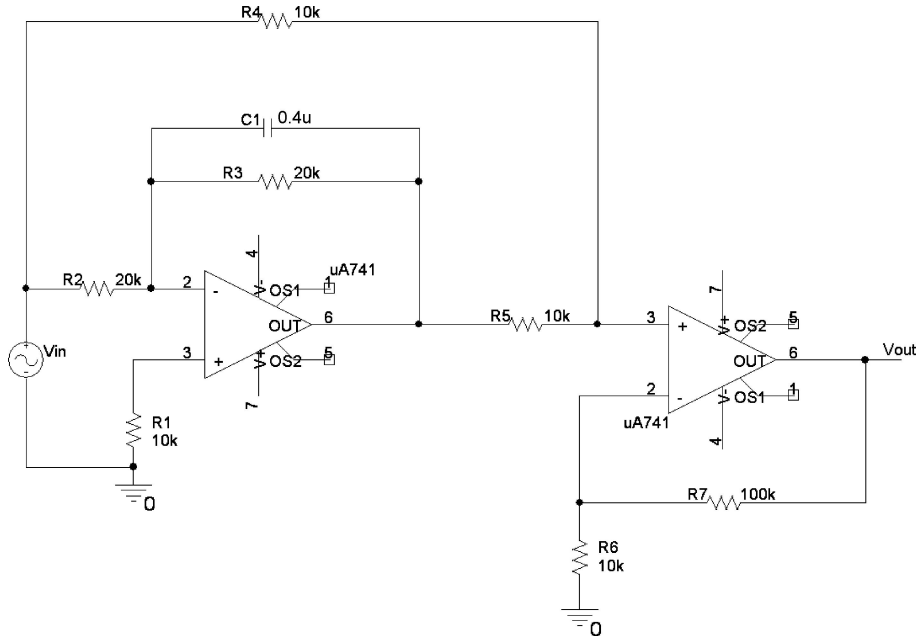 R4 10k
C1 0.4u
R3 20k
4
uA741
R2 20k
2 - V- OS1 1
7
OUT 6
R5 10k
3 + V+ OS2 5
Vin
3 + V+ OS2 5
OUT 6
Vout
7
2 - V- OS1 1
uA741
4
R1
10k
0
R7 100k
R6
10k
0